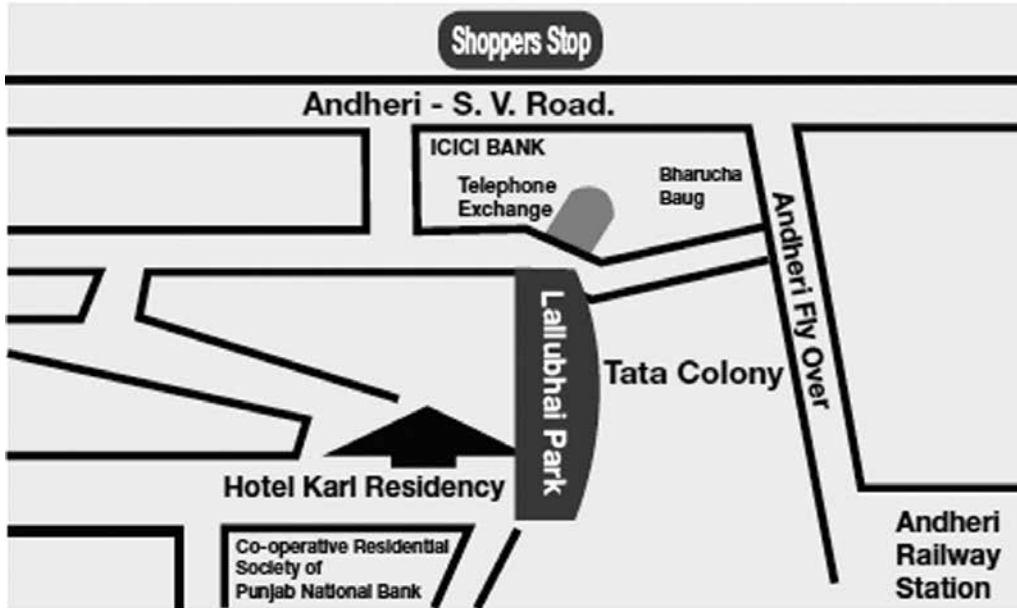 Shoppers Stop
Andheri - S. V. Road.
ICICI BANK
Telephone
Exchange
Bharucha
Baug
Andheri Fly Over
Lallubhai Park
Tata Colony
Hotel Karl Residency
Co-operative Residential
Society of
Punjab National Bank
Andheri
Railway
Station